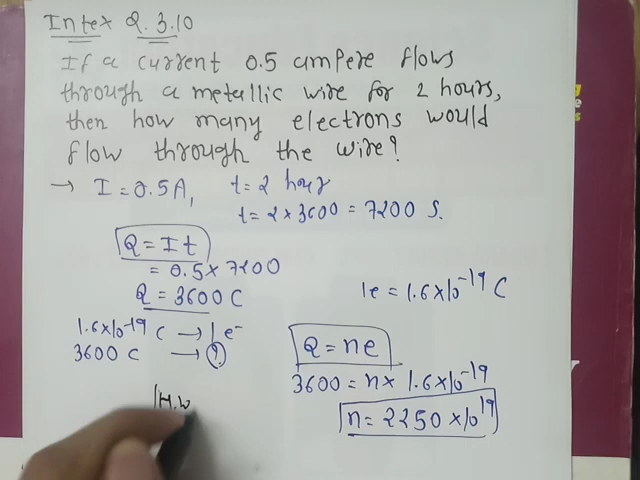 Intex Q. 3.10
If a current 0.5 ampere flows
through a metallic wire for 2 hours,
then how many electrons would
flow through the wire?
→ I = 0.5A, t = 2 hour
t = 2 × 3600 = 7200 S.
Q = It
= 0.5 × 7200
Q = 3600 C
1.6×10⁻¹⁹ C → 1 e⁻
3600 C → ?
1e = 1.6×10⁻¹⁹ C
Q = ne
3600 = n × 1.6×10⁻¹⁹
n = 2250 × 10¹⁹
H.W